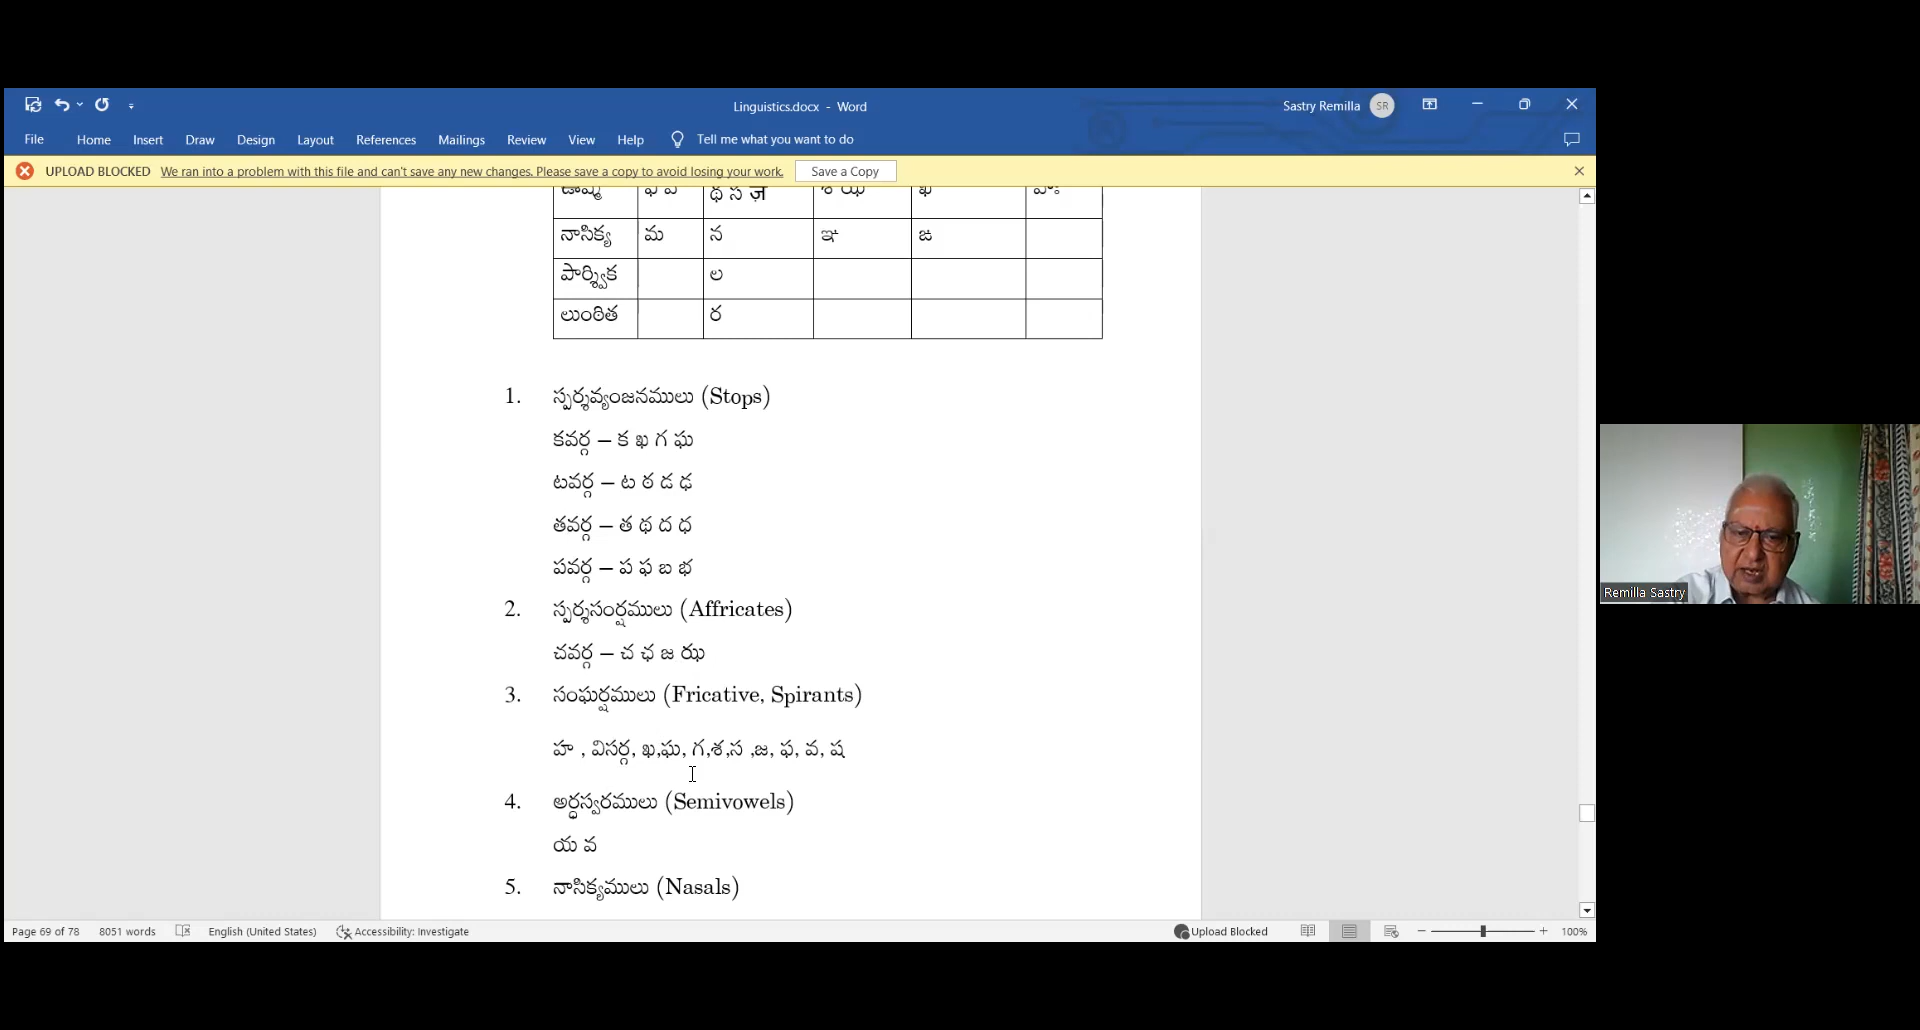 Linguistics.docx - Word
Sastry Remilla SR
File Home Insert Draw Design Layout References Mailings Review View Help Tell me what you want to do
UPLOAD BLOCKED We ran into a problem with this file and can't save any new changes. Please save a copy to avoid losing your work. Save a Copy
థ స ज़
నాసిక్య మ న ఞ ఙ
పార్శ్విక ల
లుంఠిత ర
1. స్పర్శవ్యంజనములు (Stops)
కవర్గ – క ఖ గ ఘ
టవర్గ – ట ఠ డ ఢ
తవర్గ – త థ ద ధ
పవర్గ – ప ఫ బ భ
2. స్పర్శసంర్షములు (Affricates)
చవర్గ – చ ఛ జ ఝ
3. సంఘర్షములు (Fricative, Spirants)
హ , విసర్గ, ఖ,ఘ, గ,శ,స ,జ, ఫ, వ, ష
4. అర్ధస్వరములు (Semivowels)
య వ
5. నాసిక్యములు (Nasals)
Remilla Sastry
Page 69 of 78 8051 words English (United States) Accessibility: Investigate Upload Blocked 100%